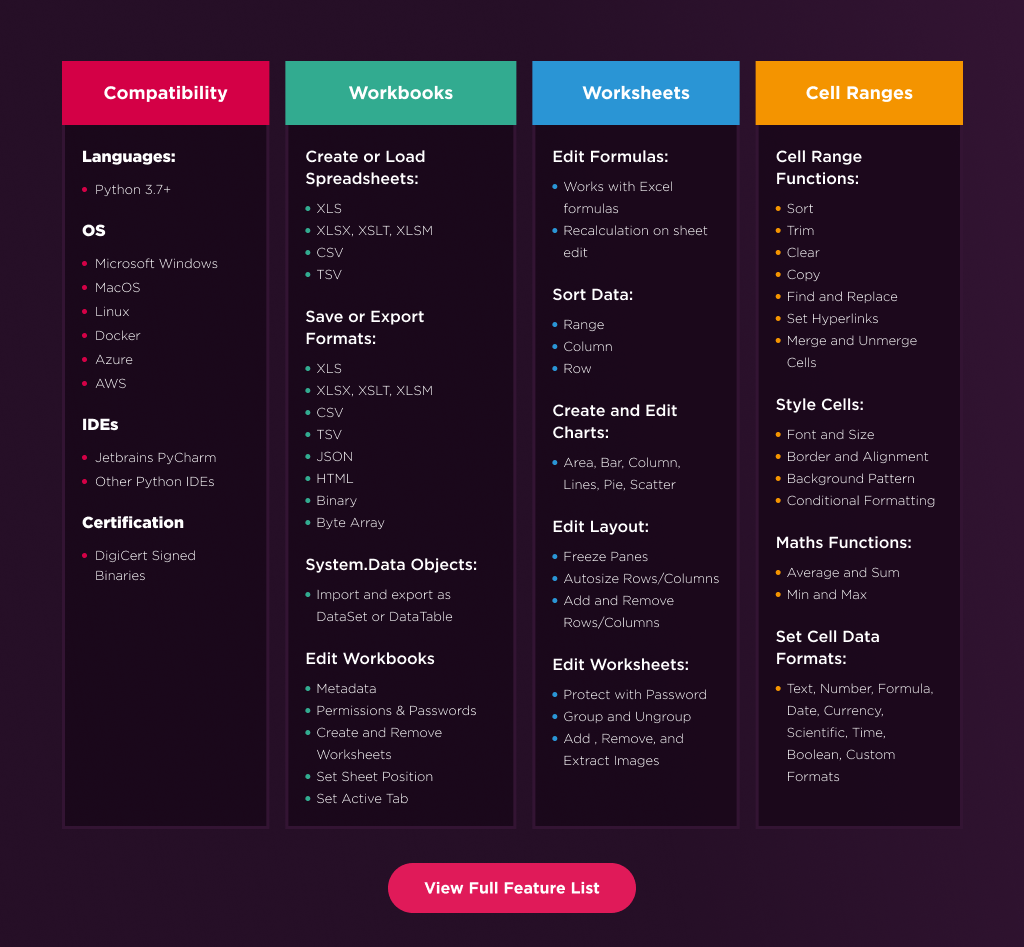 Compatibility
Languages:
Python 3.7+
OS
Microsoft Windows
MacOS
Linux
Docker
Azure
AWS
IDEs
Jetbrains PyCharm
Other Python IDEs
Certification
DigiCert Signed
Binaries
Workbooks
Create or Load
Spreadsheets:
XLS
XLSX, XSLT, XLSM
CSV
TSV
Save or Export
Formats:
XLS
XLSX, XSLT, XLSM
CSV
TSV
JSON
HTML
Binary
Byte Array
System.Data Objects:
Import and export as
DataSet or DataTable
Edit Workbooks
Metadata
Permissions & Passwords
Create and Remove
Worksheets
Set Sheet Position
Set Active Tab
Worksheets
Edit Formulas:
Works with Excel
formulas
Recalculation on sheet
edit
Sort Data:
Range
Column
Row
Create and Edit
Charts:
Area, Bar, Column,
Lines, Pie, Scatter
Edit Layout:
Freeze Panes
Autosize Rows/Columns
Add and Remove
Rows/Columns
Edit Worksheets:
Protect with Password
Group and Ungroup
Add , Remove, and
Extract Images
Cell Ranges
Cell Range
Functions:
Sort
Trim
Clear
Copy
Find and Replace
Set Hyperlinks
Merge and Unmerge
Cells
Style Cells:
Font and Size
Border and Alignment
Background Pattern
Conditional Formatting
Maths Functions:
Average and Sum
Min and Max
Set Cell Data
Formats:
Text, Number, Formula,
Date, Currency,
Scientific, Time,
Boolean, Custom
Formats
View Full Feature List